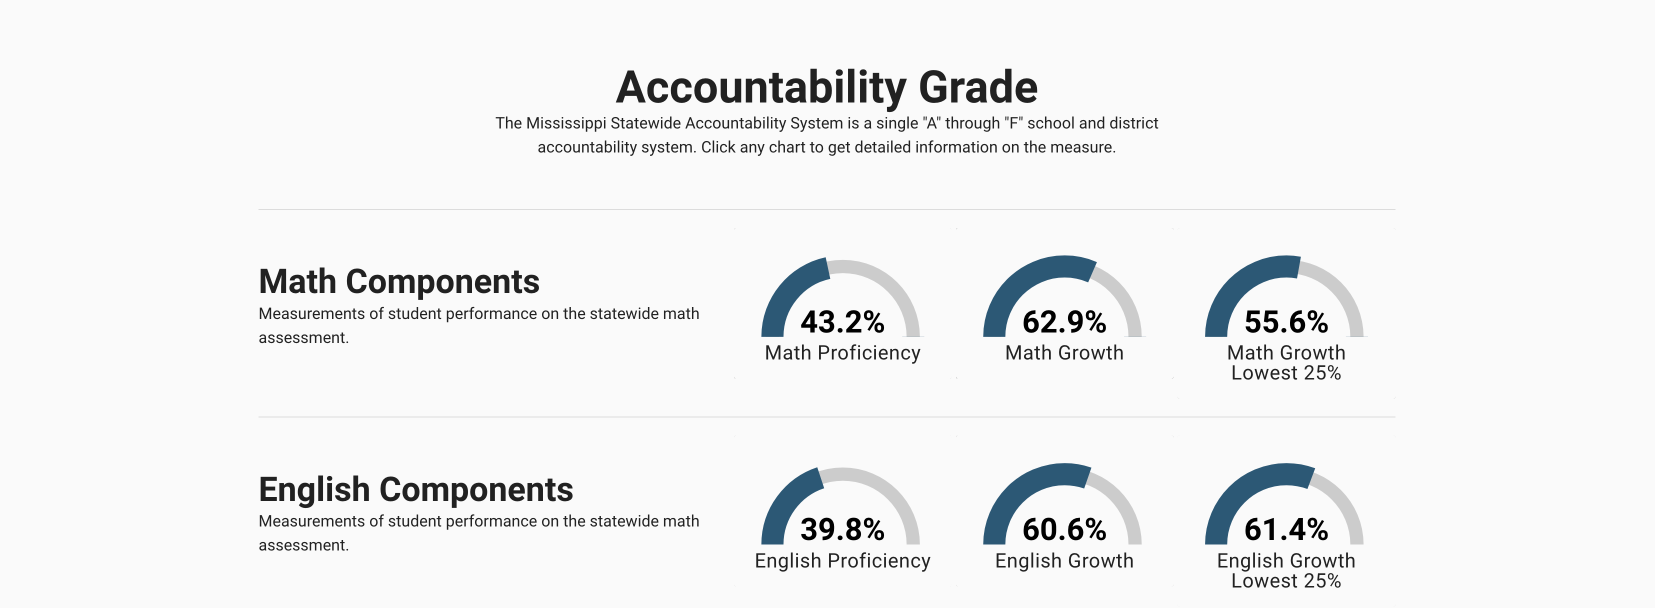 Accountability Grade
The Mississippi Statewide Accountability System is a single "A" through "F" school and district
accountability system. Click any chart to get detailed information on the measure.
Math Components
Measurements of student performance on the statewide math
assessment.
43.2%
Math Proficiency
62.9%
Math Growth
55.6%
Math Growth
Lowest 25%
English Components
Measurements of student performance on the statewide math
assessment.
39.8%
English Proficiency
60.6%
English Growth
61.4%
English Growth
Lowest 25%